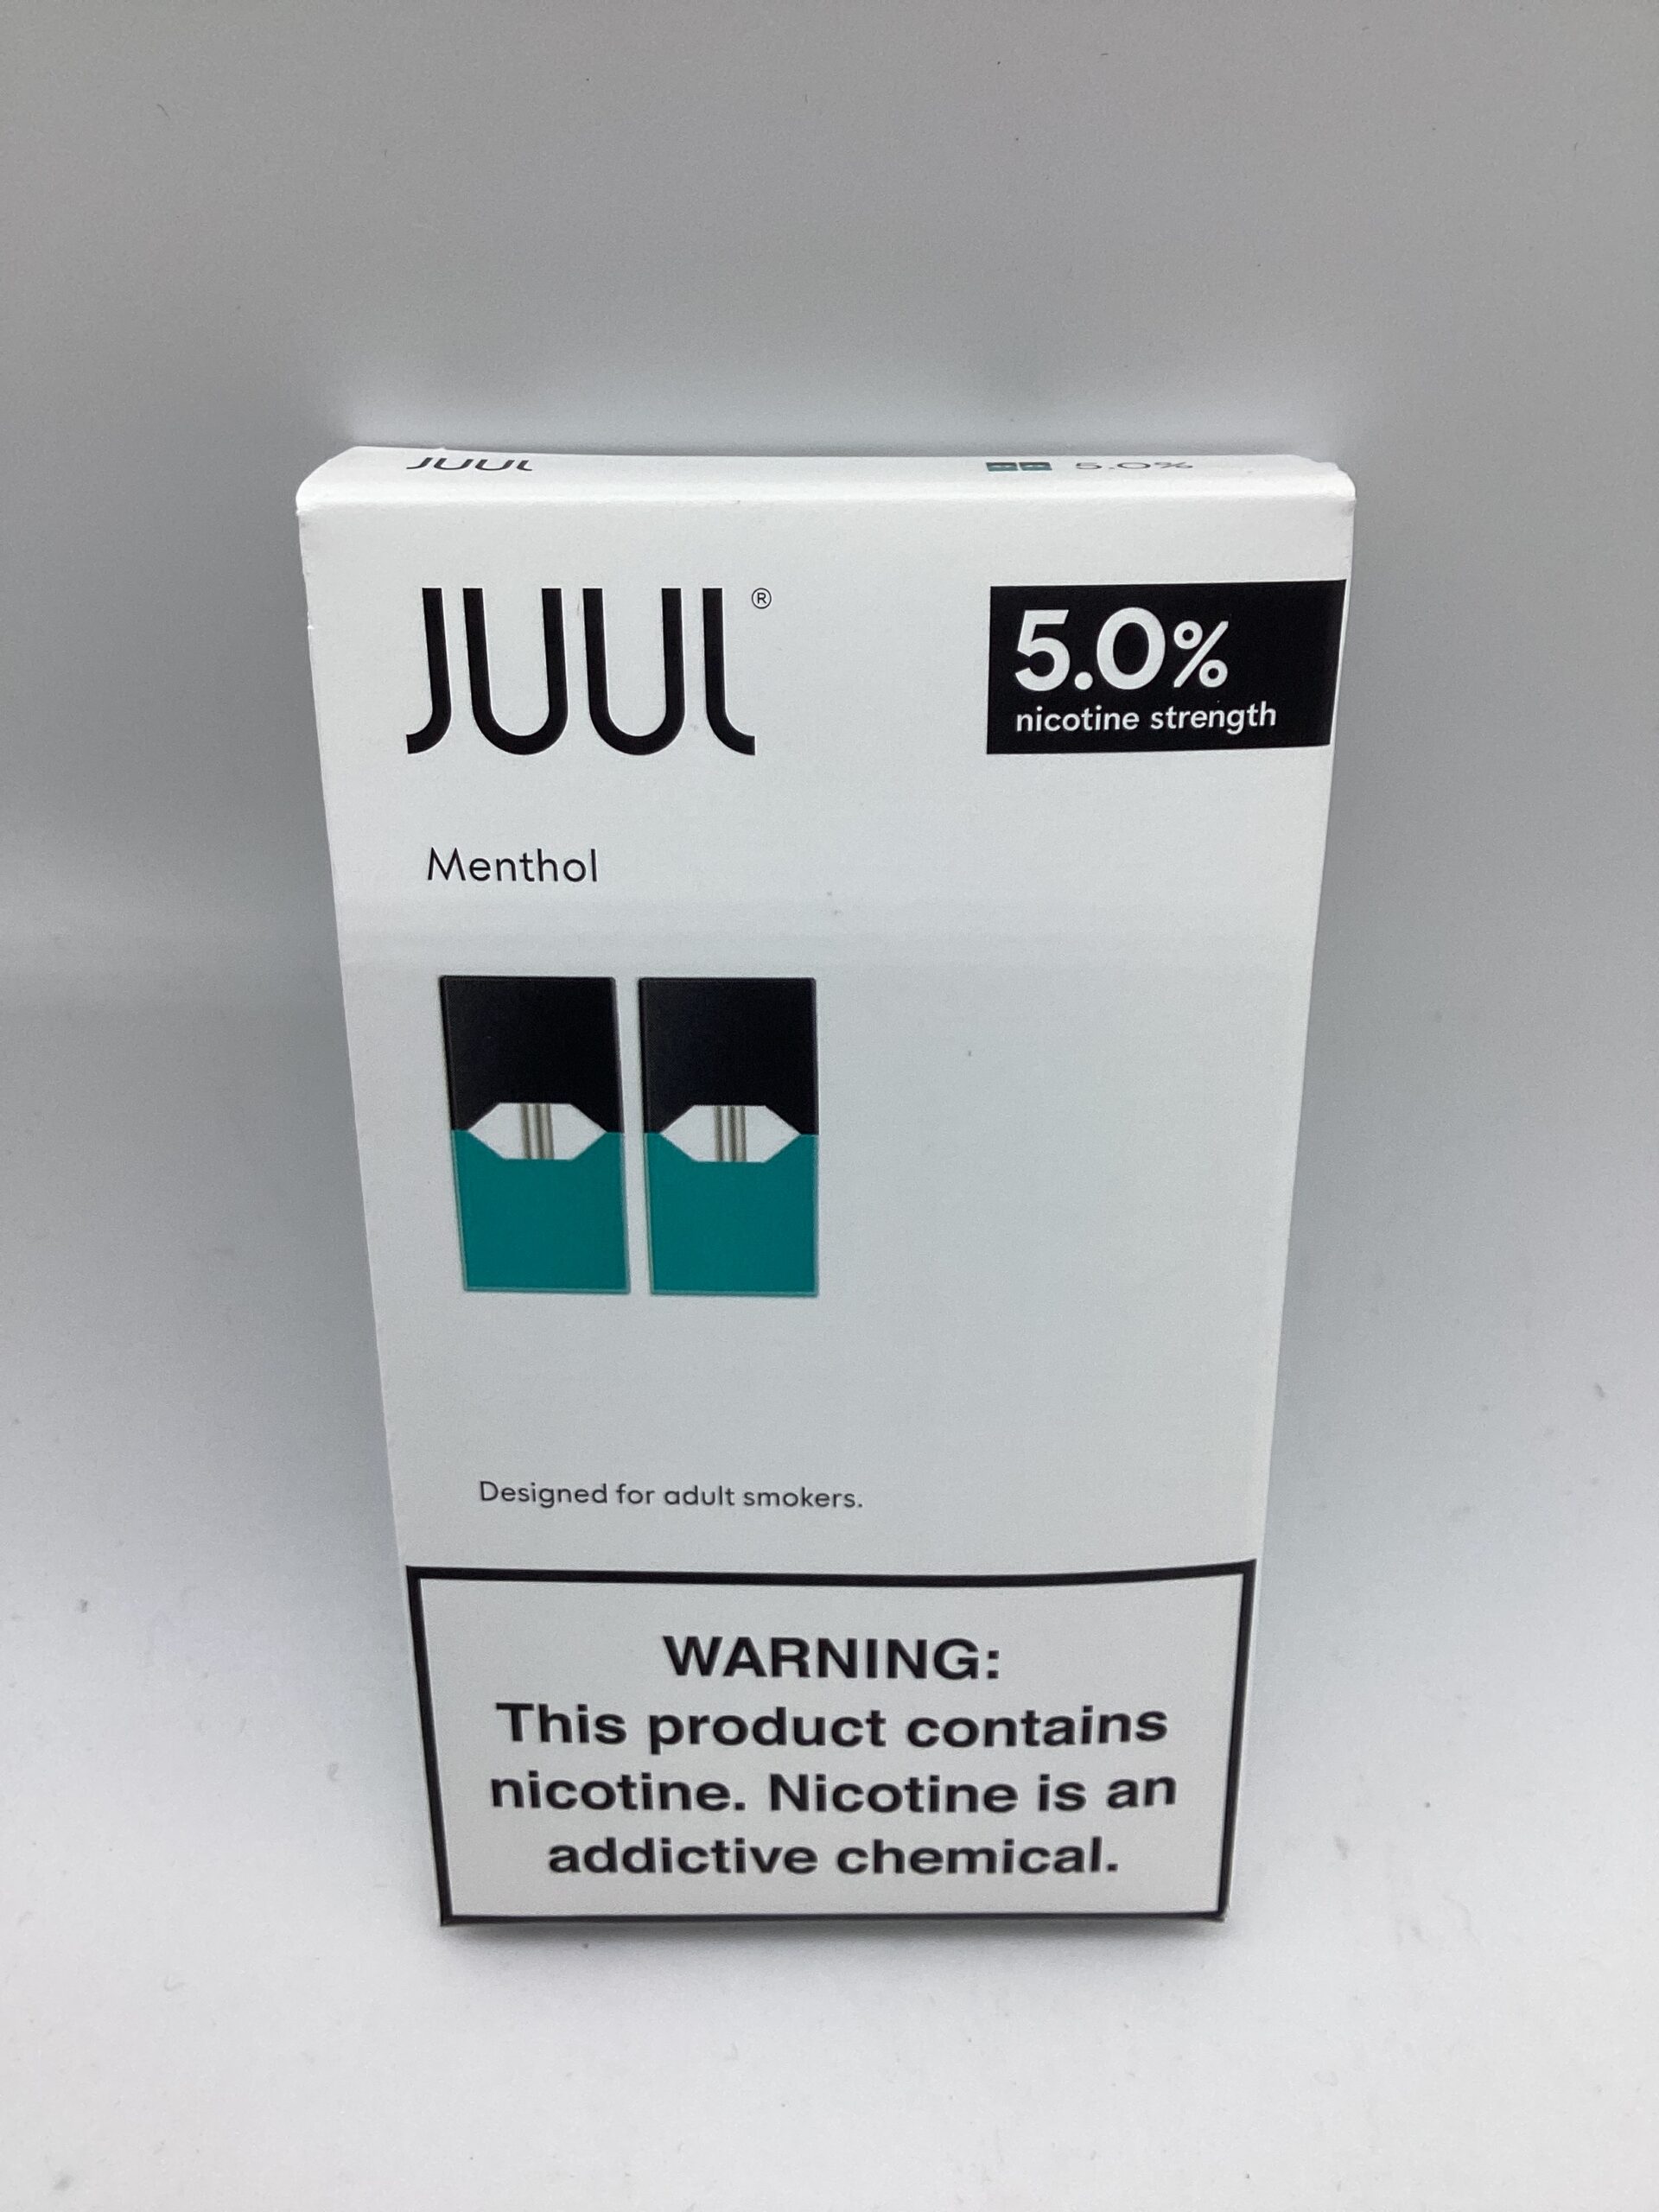 JUUL 5.0%
JUUL® 5.0%
nicotine strength
Menthol
Designed for adult smokers.
WARNING:
This product contains
nicotine. Nicotine is an
addictive chemical.